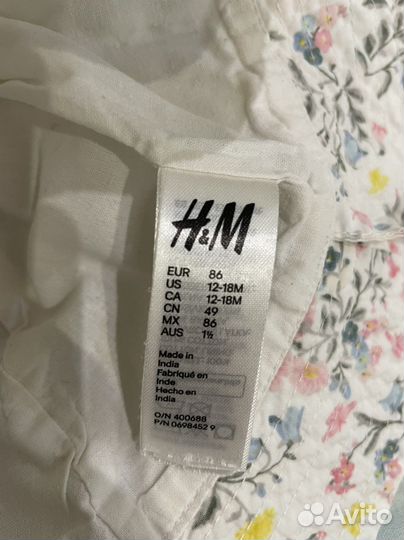 H&M
EUR 86
US 12-18M
CA 12-18M
CN 49
MX 86
AUS 1½
Made in
India
Fabriqué en
Inde
Hecho en
India
O/N 400688
P/N 0698452 9
Avito